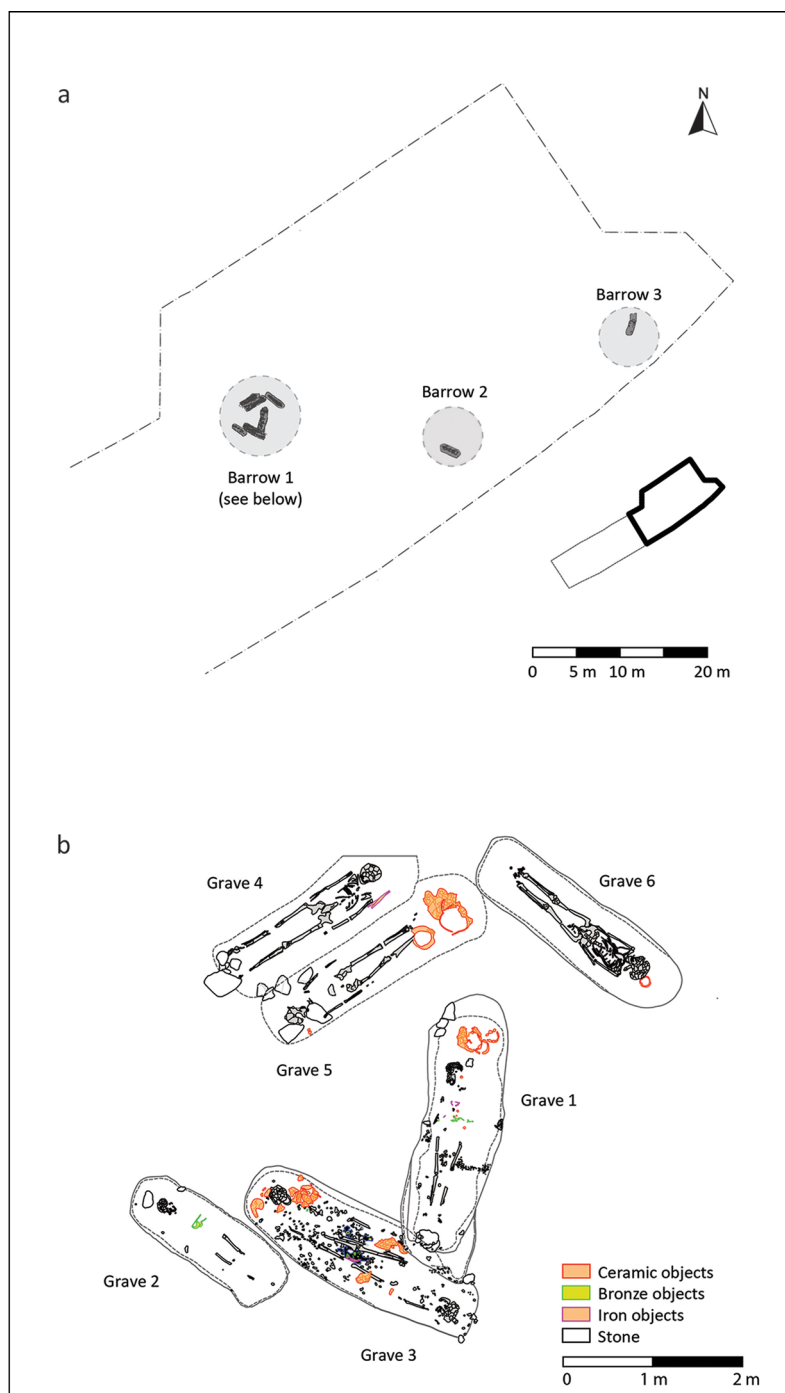 a
N
Barrow 3
Barrow 2
Barrow 1
(see below)
0 5 m 10 m 20 m
b
Grave 4
Grave 6
Grave 5
Grave 1
Grave 2
Grave 3
Ceramic objects
Bronze objects
Iron objects
Stone
0 1 m 2 m